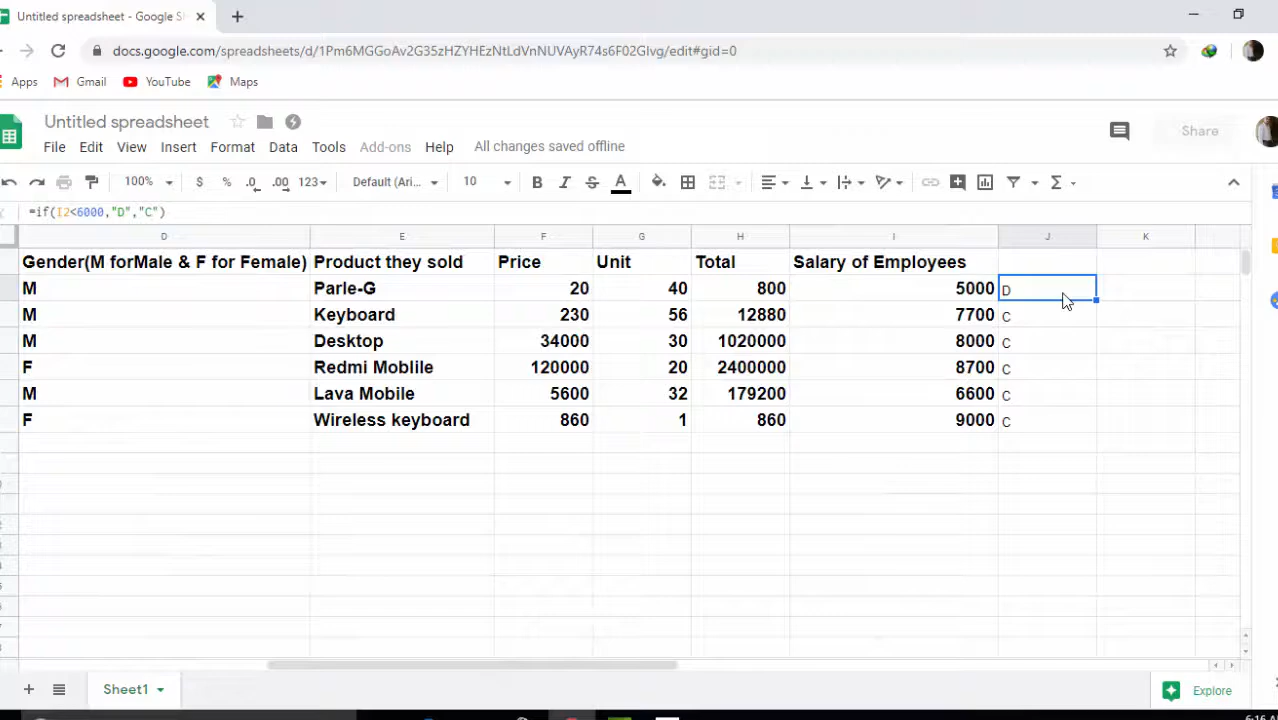 Untitled spreadsheet - Google S
docs.google.com/spreadsheets/d/1Pm6MGGoAv2G35zHZYHEzNtLdVnNUVAyR74s6F02GIvg/edit#gid=0
Apps Gmail YouTube Maps
Untitled spreadsheet
File Edit View Insert Format Data Tools Add-ons Help All changes saved offline
Share
100% $ % .0 .00 123 Default (Ari... 10 B I S A
=if(I2<6000,"D","C")
D E F G H I J K
Gender(M forMale & F for Female) Product they sold Price Unit Total Salary of Employees
M Parle-G 20 40 800 5000 D
M Keyboard 230 56 12880 7700 C
M Desktop 34000 30 1020000 8000 C
F Redmi Moblile 120000 20 2400000 8700 C
M Lava Mobile 5600 32 179200 6600 C
F Wireless keyboard 860 1 860 9000 C
Sheet1 Explore